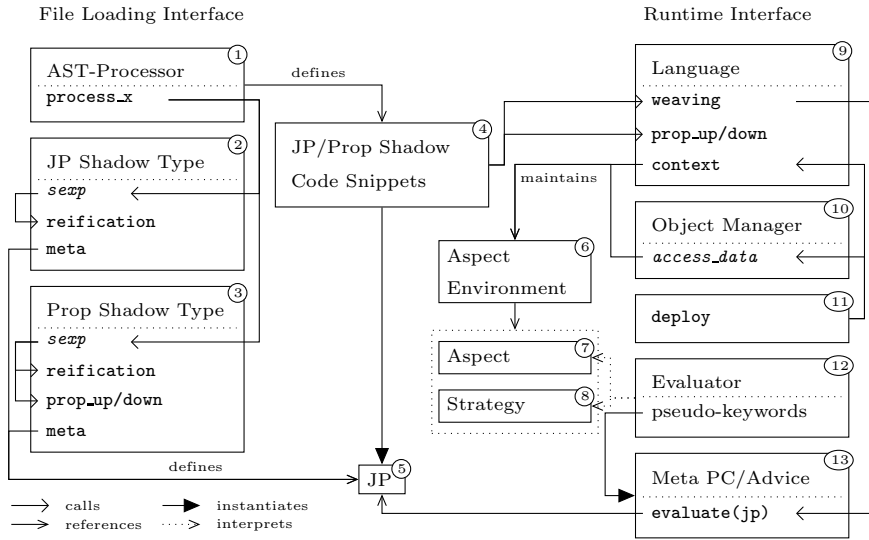 File Loading Interface
Runtime Interface
1
AST-Processor
process_x
defines
2
JP Shadow Type
sexp
reification
meta
3
Prop Shadow Type
sexp
reification
prop_up/down
meta
defines
4
JP/Prop Shadow
Code Snippets
maintains
6
Aspect
Environment
7
Aspect
8
Strategy
5
JP
9
Language
weaving
prop_up/down
context
10
Object Manager
access_data
11
deploy
12
Evaluator
pseudo-keywords
13
Meta PC/Advice
evaluate(jp)
calls
instantiates
references
interprets